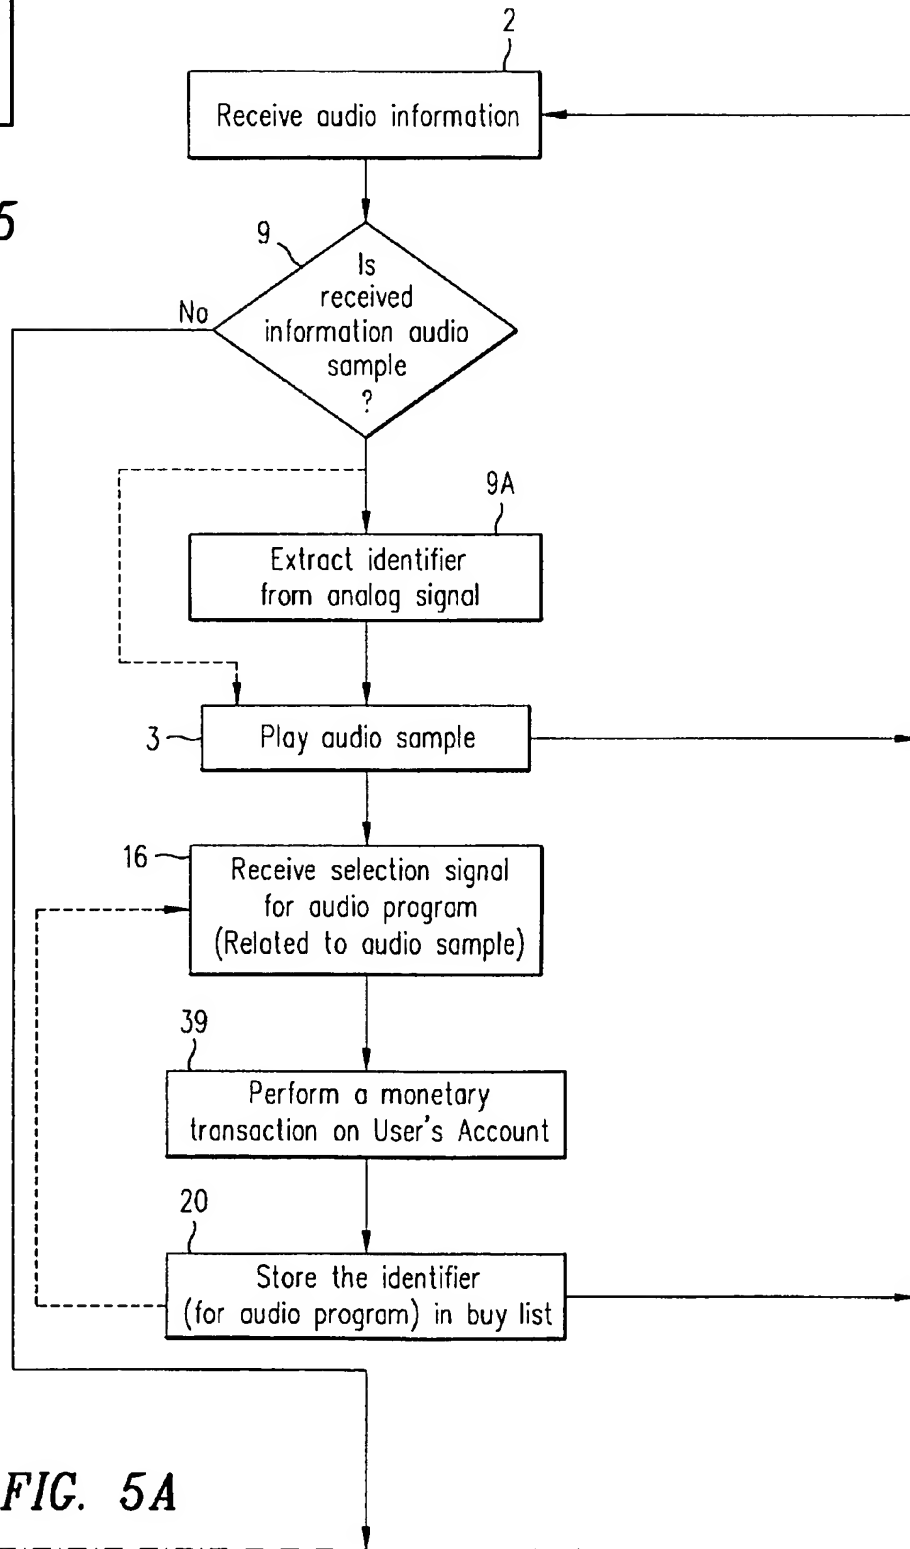 2
Receive audio information
5
9
Is
received
information audio
sample
?
No
9A
Extract identifier
from analog signal
3
Play audio sample
16
Receive selection signal
for audio program
(Related to audio sample)
39
Perform a monetary
transaction on User's Account
20
Store the identifier
(for audio program) in buy list
FIG. 5A